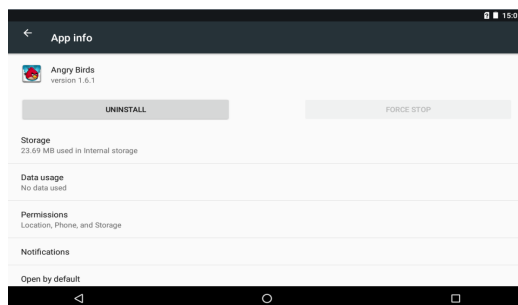 15:0
App info
Angry Birds
version 1.6.1
UNINSTALL
FORCE STOP
Storage
23.69 MB used in Internal storage
Data usage
No data used
Permissions
Location, Phone, and Storage
Notifications
Open by default